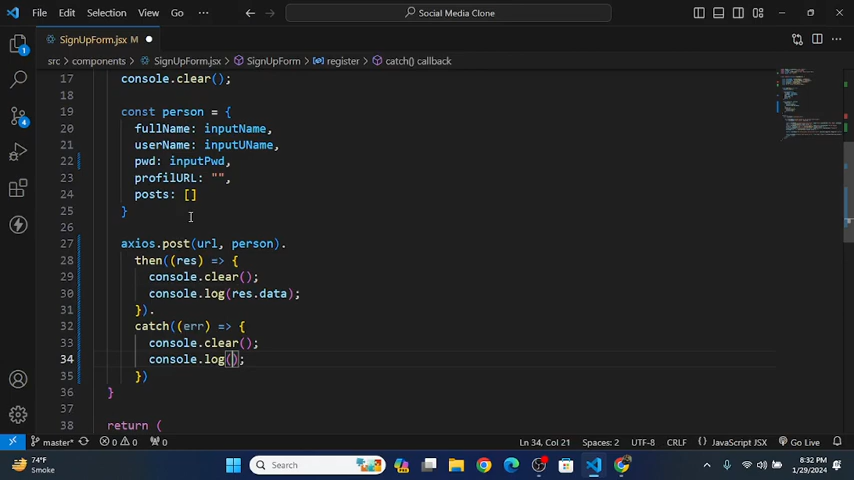 File Edit Selection View Go ··· Social Media Clone
SignUpForm.jsx M
src > components > SignUpForm.jsx > SignUpForm > register > catch() callback
17 console.clear();
18
19 const person = {
20 fullName: inputName,
21 userName: inputUName,
22 pwd: inputPwd,
23 profilURL: "",
24 posts: []
25 }
26
27 axios.post(url, person).
28 then((res) => {
29 console.clear();
30 console.log(res.data);
31 }).
32 catch((err) => {
33 console.clear();
34 console.log();
35 })
36 }
37
38 return (
master* 0 0 0 Ln 34, Col 21 Spaces: 2 UTF-8 CRLF {} JavaScript JSX Go Live
74°F
Smoke
Search
8:32 PM
1/29/2024